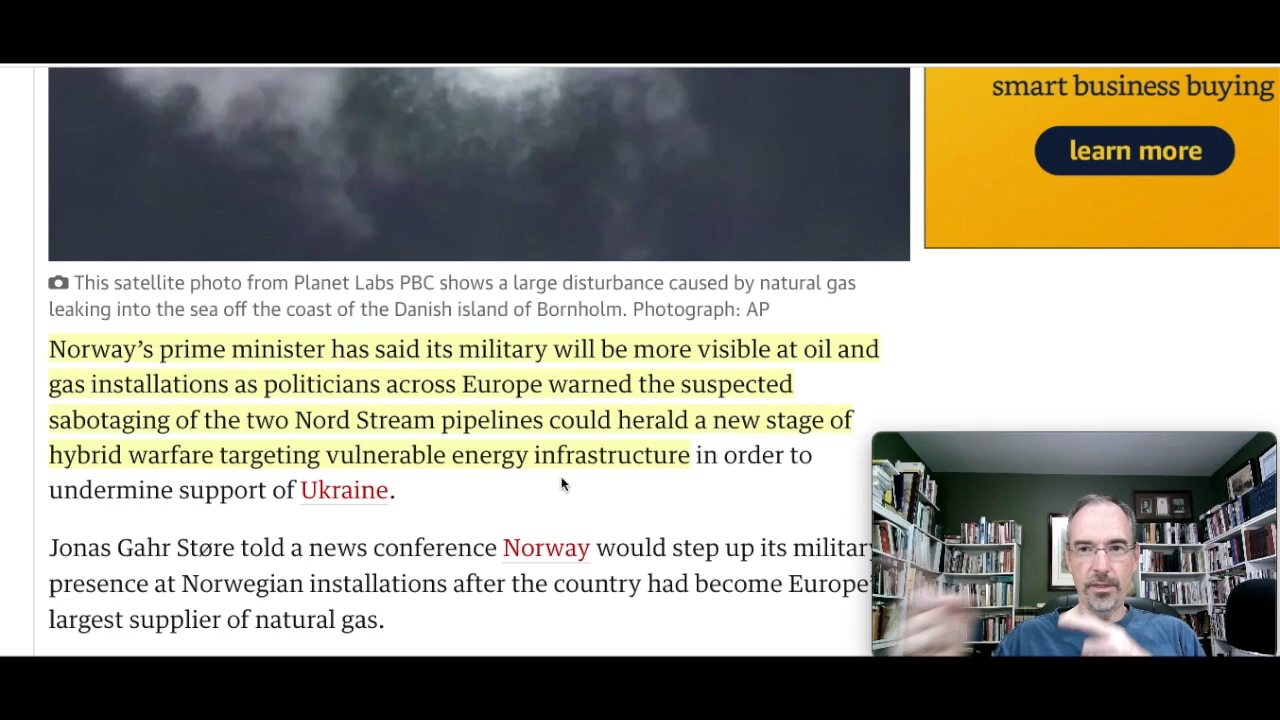 smart business buying
learn more
This satellite photo from Planet Labs PBC shows a large disturbance caused by natural gas
leaking into the sea off the coast of the Danish island of Bornholm. Photograph: AP
Norway’s prime minister has said its military will be more visible at oil and
gas installations as politicians across Europe warned the suspected
sabotaging of the two Nord Stream pipelines could herald a new stage of
hybrid warfare targeting vulnerable energy infrastructure in order to
undermine support of Ukraine.
Jonas Gahr Støre told a news conference Norway would step up its military
presence at Norwegian installations after the country had become Europe’
largest supplier of natural gas.